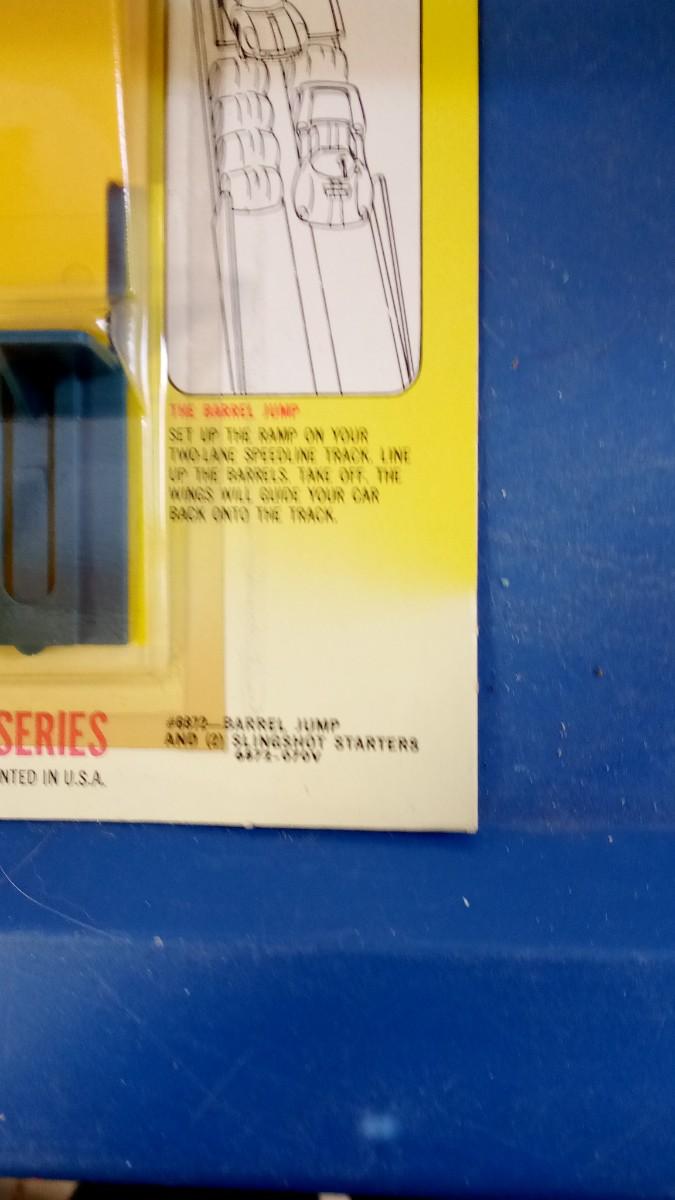 THE BARREL JUMP
SET UP THE RAMP ON YOUR
TWO-LANE SPEEDLINE TRACK. LINE
UP THE BARRELS. TAKE OFF. THE
WINGS WILL GUIDE YOUR CAR
BACK ONTO THE TRACK.
SERIES
NTED IN U.S.A.
BARREL JUMP
AND (2) SLINGSHOT STARTERS